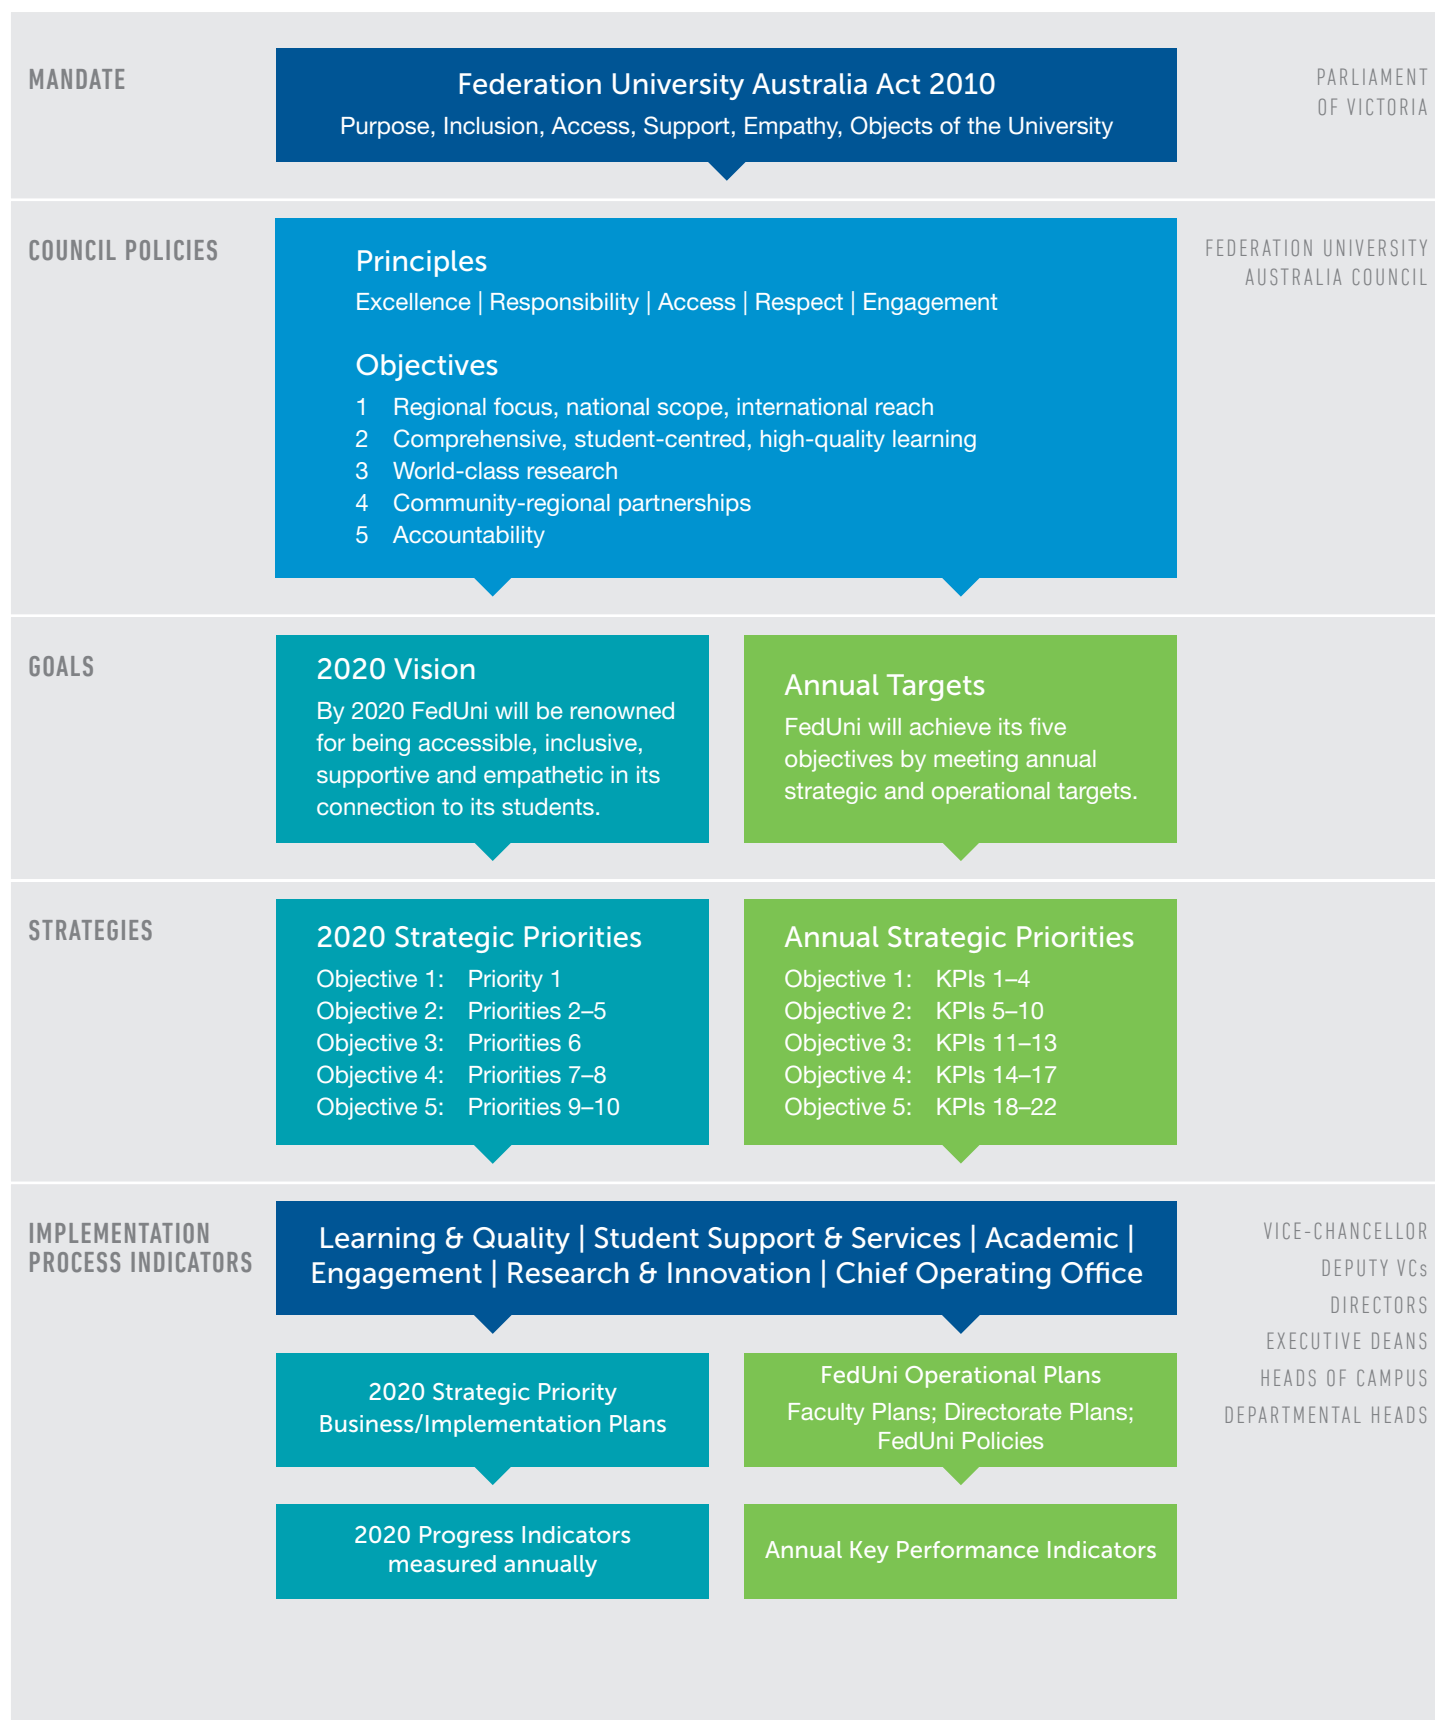 MANDATE
Federation University Australia Act 2010
Purpose, Inclusion, Access, Support, Empathy, Objects of the University
PARLIAMENT
OF VICTORIA
COUNCIL POLICIES
Principles
Excellence | Responsibility | Access | Respect | Engagement
Objectives
1 Regional focus, national scope, international reach
2 Comprehensive, student-centred, high-quality learning
3 World-class research
4 Community-regional partnerships
5 Accountability
FEDERATION UNIVERSITY
AUSTRALIA COUNCIL
GOALS
2020 Vision
By 2020 FedUni will be renowned
for being accessible, inclusive,
supportive and empathetic in its
connection to its students.
Annual Targets
FedUni will achieve its five
objectives by meeting annual
strategic and operational targets.
STRATEGIES
2020 Strategic Priorities
Objective 1: Priority 1
Objective 2: Priorities 2–5
Objective 3: Priorities 6
Objective 4: Priorities 7–8
Objective 5: Priorities 9–10
Annual Strategic Priorities
Objective 1: KPIs 1–4
Objective 2: KPIs 5–10
Objective 3: KPIs 11–13
Objective 4: KPIs 14–17
Objective 5: KPIs 18–22
IMPLEMENTATION
PROCESS INDICATORS
Learning & Quality | Student Support & Services | Academic |
Engagement | Research & Innovation | Chief Operating Office
2020 Strategic Priority
Business/Implementation Plans
FedUni Operational Plans
Faculty Plans; Directorate Plans;
FedUni Policies
2020 Progress Indicators
measured annually
Annual Key Performance Indicators
VICE-CHANCELLOR
DEPUTY VCs
DIRECTORS
EXECUTIVE DEANS
HEADS OF CAMPUS
DEPARTMENTAL HEADS